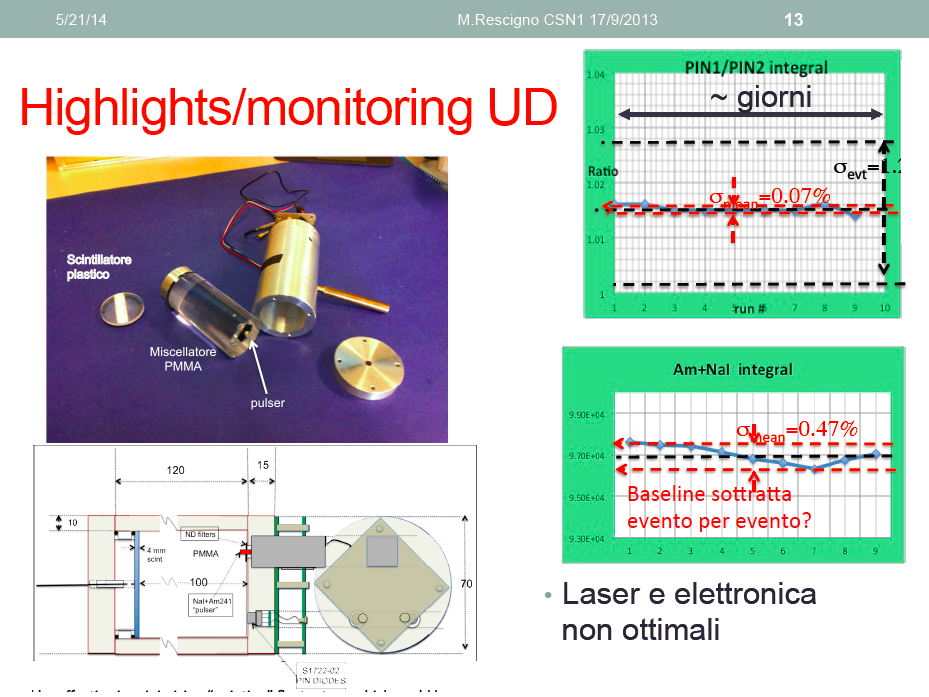 5/21/14
M.Rescigno CSN1 17/9/2013
13
Highlights/monitoring UD
Scintillatore
plastico
Miscellatore
PMMA
pulser
120
15
10
ND filters
4 mm
scint
PMMA
100
NaI+Am241
"pulser"
70
S1722-02
PIN DIODES
PIN1/PIN2 integral
~ giorni
1.04
1.03
Ratio
1.02
1.01
1
σevt=1.2
σmean=0.07%
1 2 3 4 5 6 7 8 9 10
run #
Am+NaI integral
9.90E+04
9.70E+04
9.50E+04
9.30E+04
σmean=0.47%
Baseline sottratta
evento per evento?
1 2 3 4 5 6 7 8 9
• Laser e elettronica
non ottimali